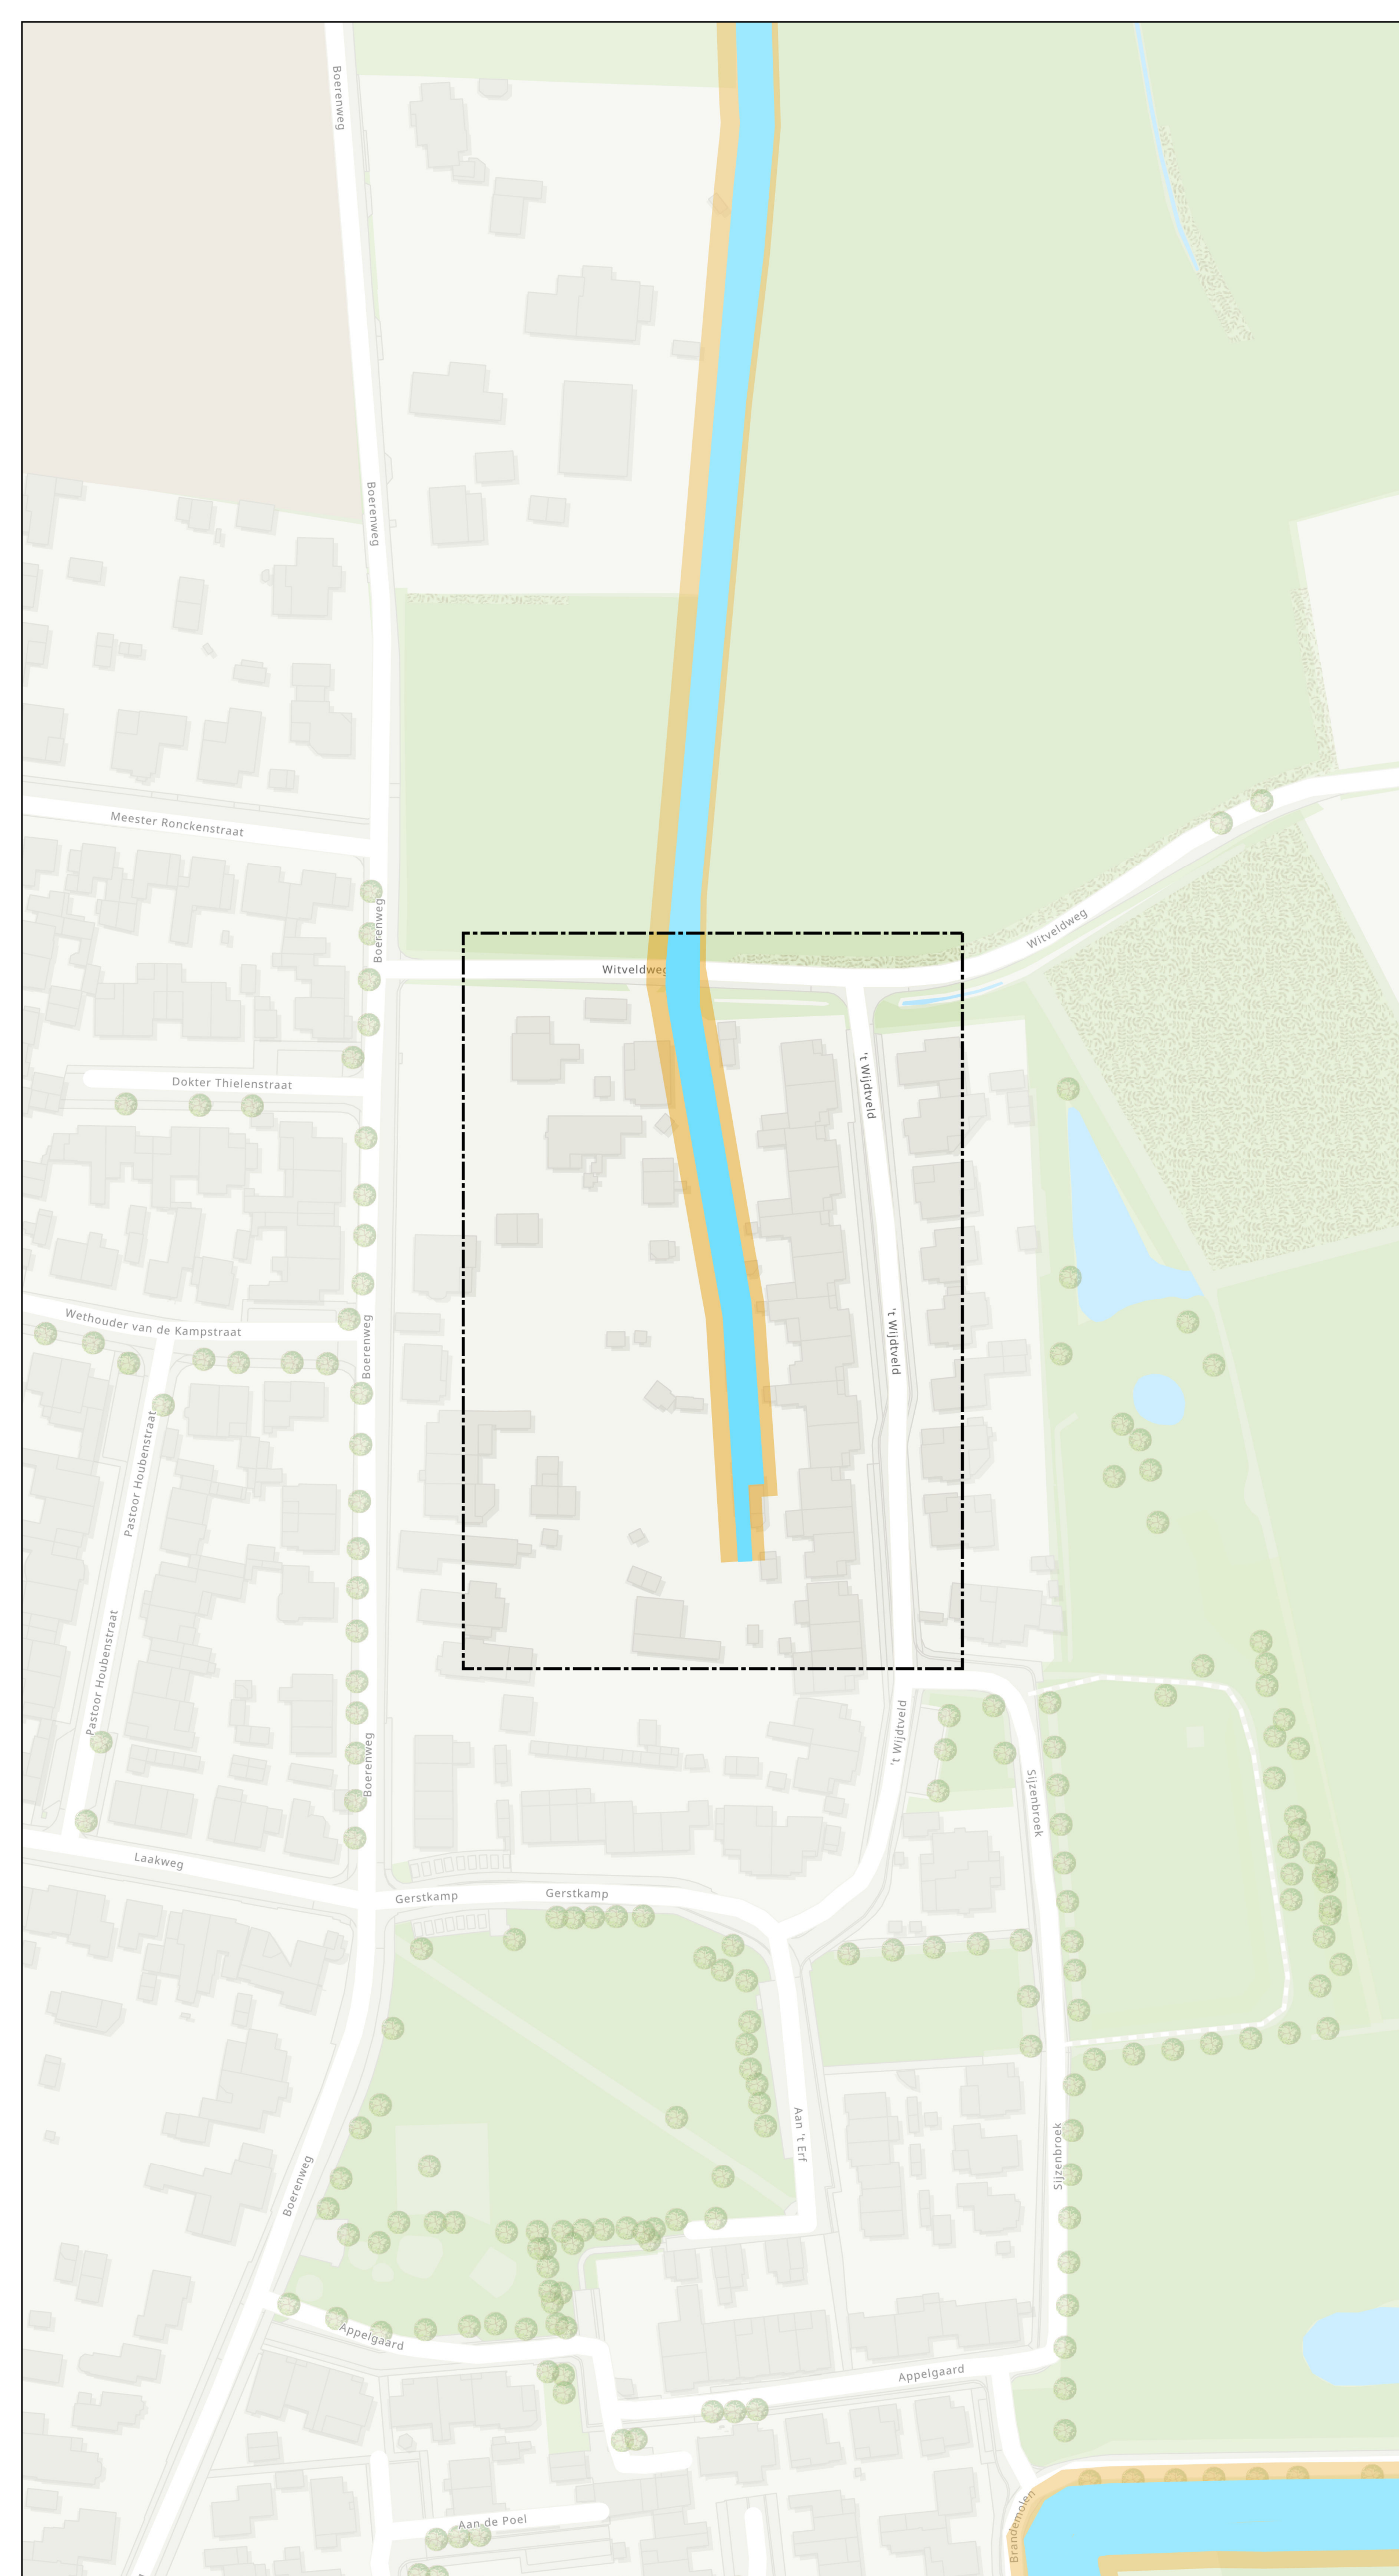 Boerenweg
Boerenweg
Meester Ronckenstraat
Boerenweg
Witveldweg
Witveldweg
Dokter Thielenstraat
't Wijdtveld
Wethouder van de Kampstraat
Boerenweg
't Wijdtveld
Pastoor Houbenstraat
Pastoor Houbenstraat
Boerenweg
't Wijdtveld
Sijzenbroek
Laakweg
Gerstkamp
Gerstkamp
Aan 't Erf
Boerenweg
Sijzenbroek
Appelgaard
Appelgaard
Aan de Poel
Brandemolen